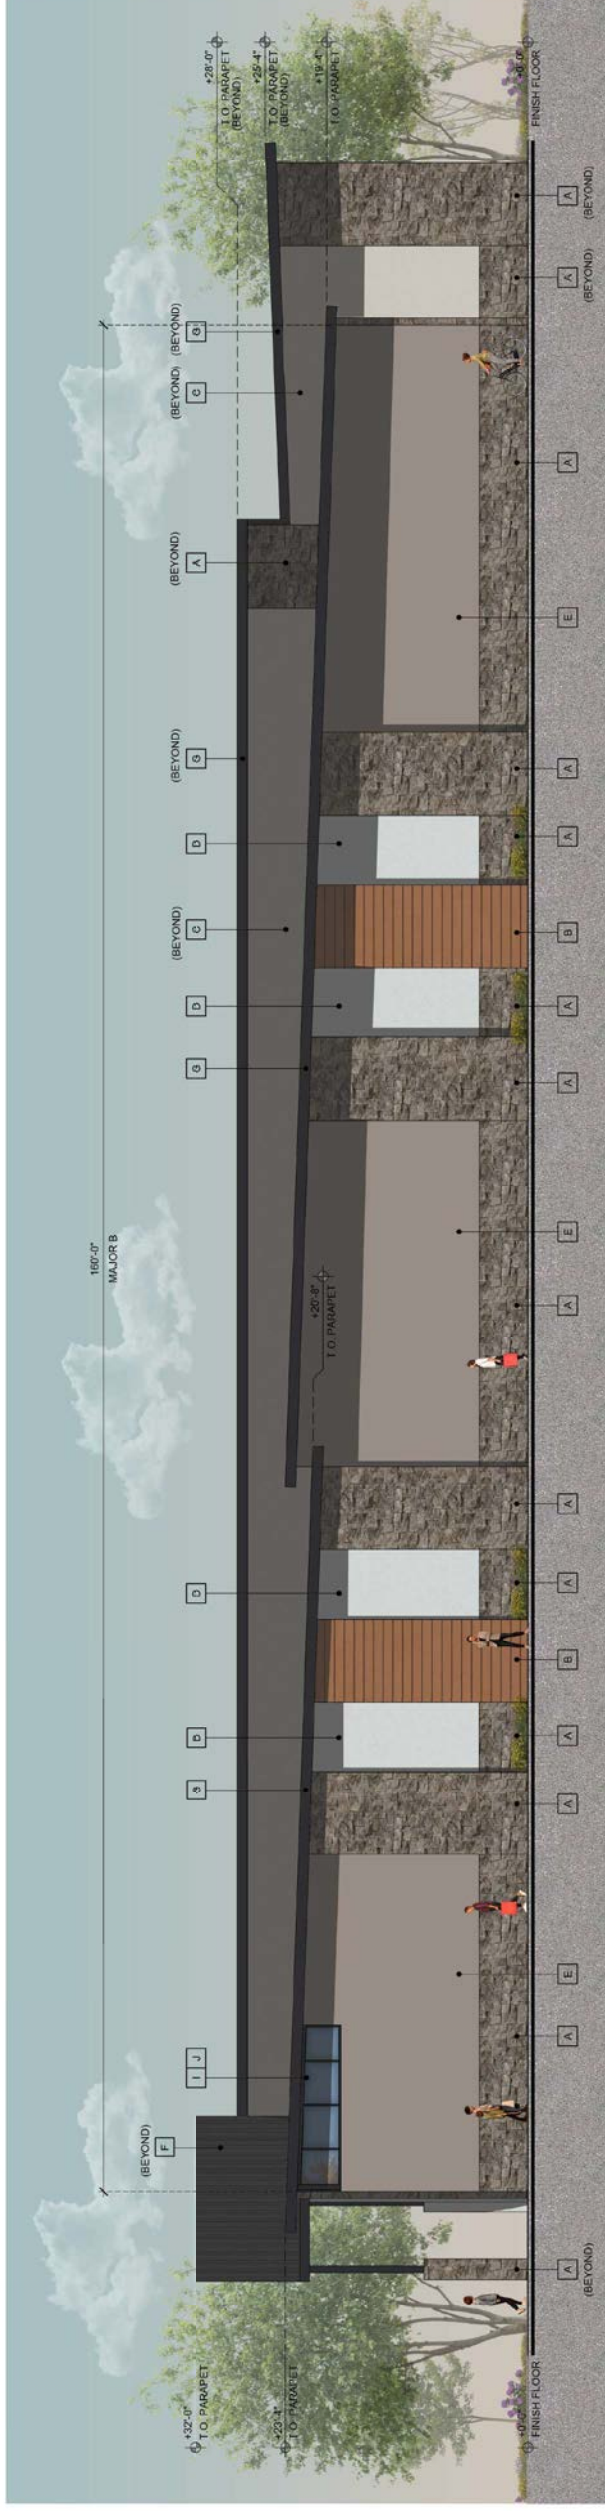 160'-0"
MAJOR B
(BEYOND)
F
+32'-0"
T.O. PARAPET
+23'-4"
T.O. PARAPET
+0'-0"
FINISH FLOOR
I J
G
D
D
G
D
(BEYOND)
C
D
(BEYOND)
G
(BEYOND)
A
(BEYOND)
C
(BEYOND)
G
+20'-8"
T.O. PARAPET
+28'-0"
T.O. PARAPET
(BEYOND)
+25'-4"
T.O. PARAPET
(BEYOND)
+19'-4"
T.O. PARAPET
+0'-0"
FINISH FLOOR
A
(BEYOND)
A
E
A
A
B
A
A
A
E
A
A
B
A
A
E
A
A
(BEYOND)
A
(BEYOND)